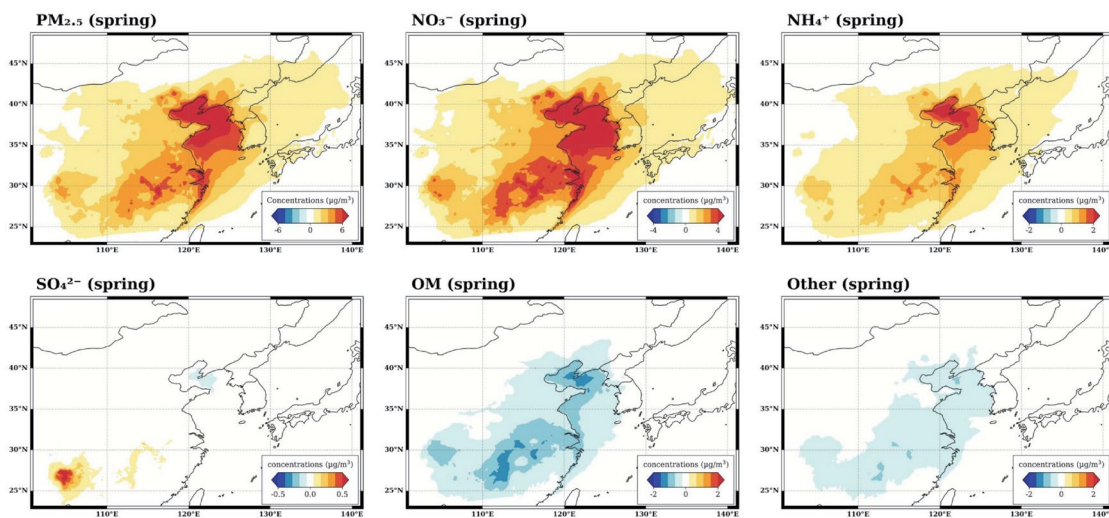 PM₂.₅ (spring)
NO₃⁻ (spring)
NH₄⁺ (spring)
45°N
40°N
35°N
30°N
25°N
Concentrations (μg/m³)
-6 0 6
110°E 120°E 130°E 140°E
45°N
40°N
35°N
30°N
25°N
Concentrations (μg/m³)
-4 0 4
110°E 120°E 130°E 140°E
45°N
40°N
35°N
30°N
25°N
concentrations (μg/m³)
-2 0 2
110°E 120°E 130°E 140°E
SO₄²⁻ (spring)
OM (spring)
Other (spring)
45°N
40°N
35°N
30°N
25°N
concentrations (μg/m³)
-0.5 0.0 0.5
110°E 120°E 130°E 140°E
45°N
40°N
35°N
30°N
25°N
concentrations (μg/m³)
-2 0 2
110°E 120°E 130°E 140°E
45°N
40°N
35°N
30°N
25°N
concentrations (μg/m³)
-2 0 2
110°E 120°E 130°E 140°E